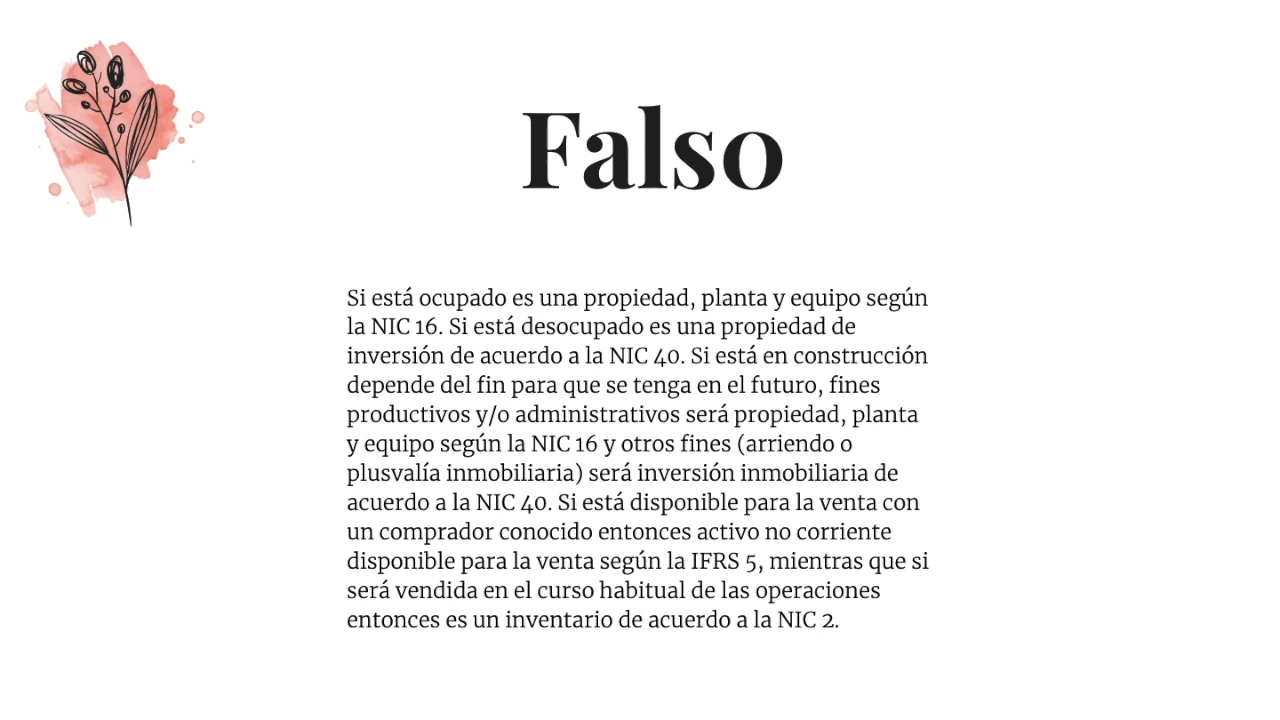 Falso
Si está ocupado es una propiedad, planta y equipo según
la NIC 16. Si está desocupado es una propiedad de
inversión de acuerdo a la NIC 40. Si está en construcción
depende del fin para que se tenga en el futuro, fines
productivos y/o administrativos será propiedad, planta
y equipo según la NIC 16 y otros fines (arriendo o
plusvalía inmobiliaria) será inversión inmobiliaria de
acuerdo a la NIC 40. Si está disponible para la venta con
un comprador conocido entonces activo no corriente
disponible para la venta según la IFRS 5, mientras que si
será vendida en el curso habitual de las operaciones
entonces es un inventario de acuerdo a la NIC 2.